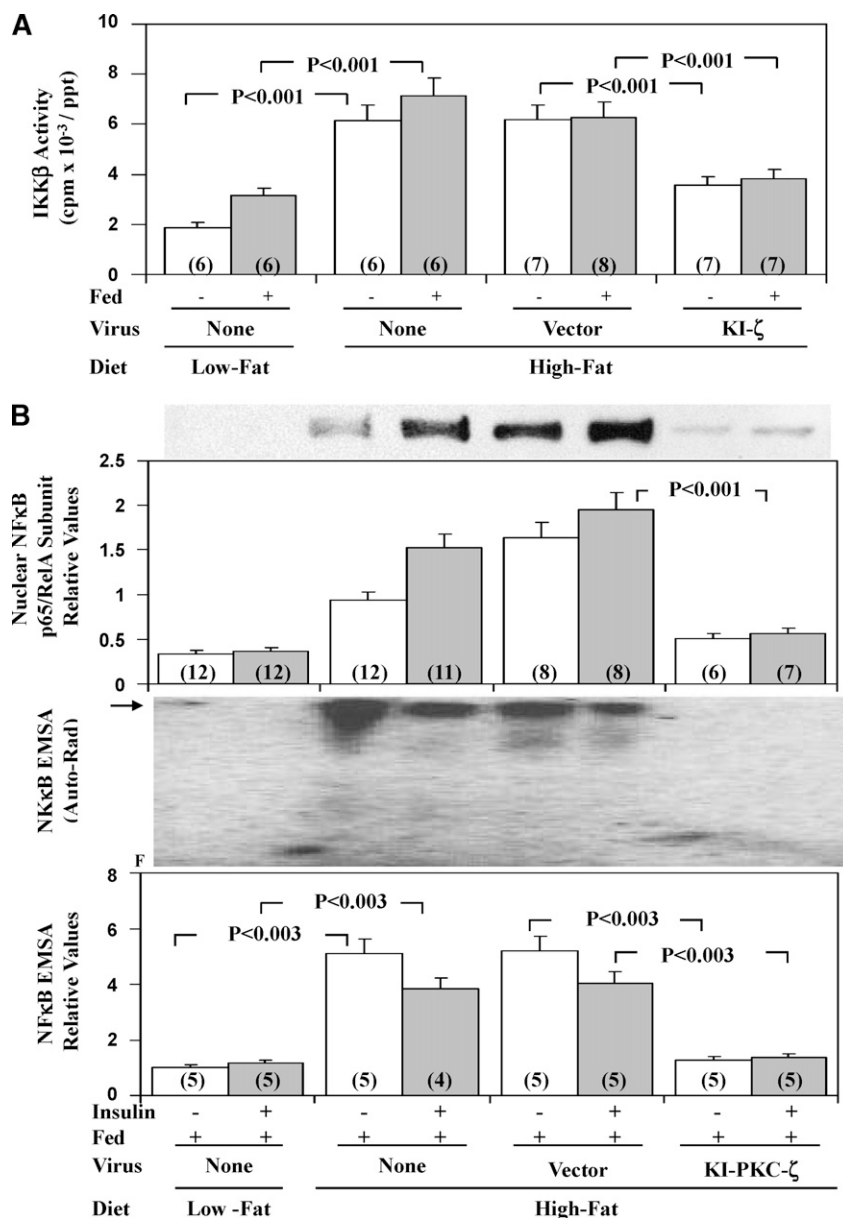 A
IKKβ Activity
(cpm x 10⁻³ / ppt)
10
8
6
4
2
0
P<0.001
P<0.001
P<0.001
P<0.001
(6) (6) (6) (6) (7) (8) (7) (7)
Fed - + - + - + - +
Virus None None Vector KI-ζ
Diet Low-Fat High-Fat
B
Nuclear NFκB
p65/RelA Subunit
Relative Values
2.5
2
1.5
1
0.5
0
P<0.001
(12) (12) (12) (11) (8) (8) (6) (7)
NKκB EMSA
(Auto-Rad)
F
NFκB EMSA
Relative Values
8
6
4
2
0
P<0.003
P<0.003
P<0.003
P<0.003
(5) (5) (5) (4) (5) (5) (5) (5)
Insulin - + - + - + - +
Fed + + + + + + + +
Virus None None Vector KI-PKC-ζ
Diet Low -Fat High-Fat